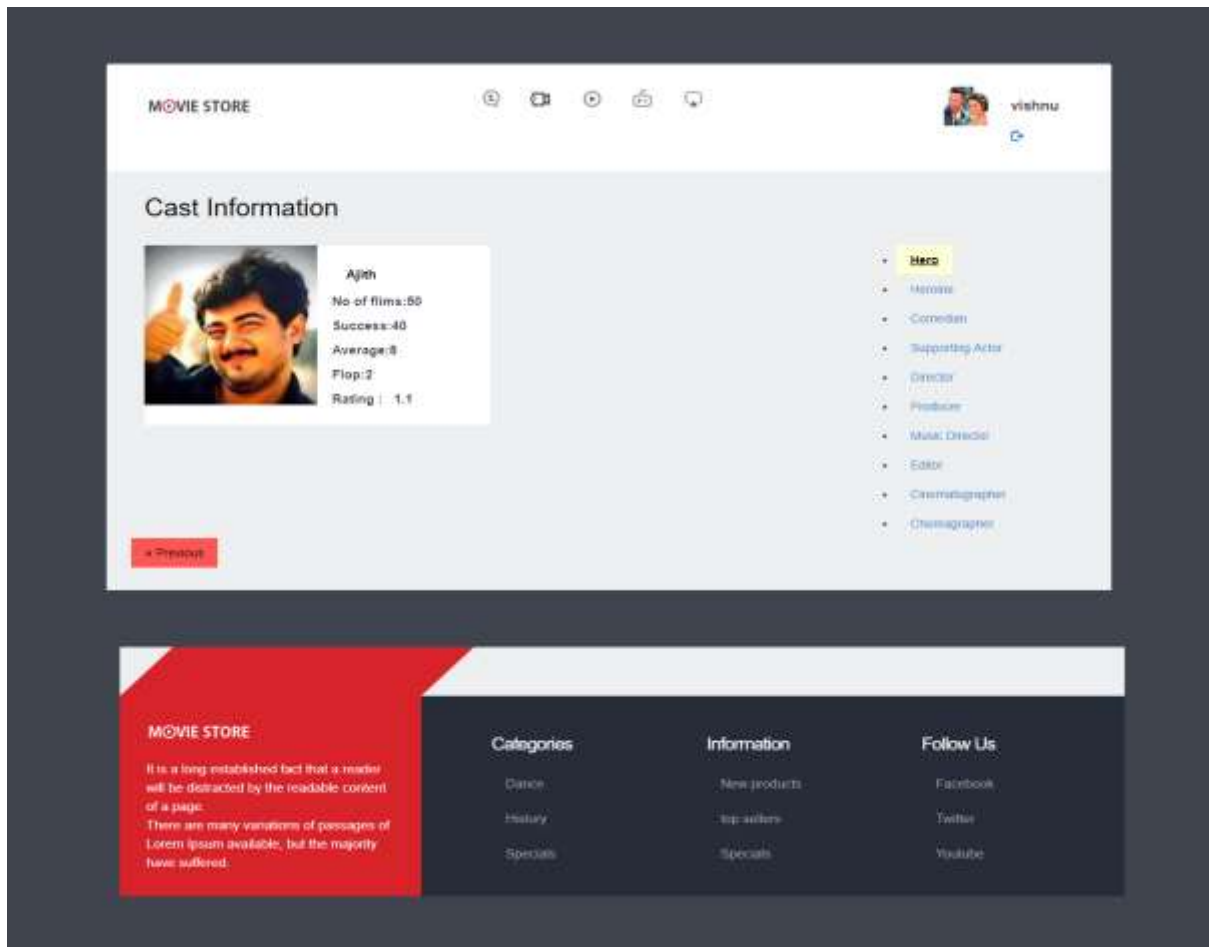 MOVIE STORE
vishnu
Cast Information
Ajith
No of flims:50
Success:40
Average:8
Flop:2
Rating : 1.1
Hero
Heroine
Comedian
Supporting Actor
Director
Producer
Music Director
Editor
Cinematographer
Choreagrapher
« Previous
MOVIE STORE
It is a long established fact that a reader
will be distracted by the readable content
of a page.
There are many variations of passages of
Lorem Ipsum available, but the majority
have suffered.
Categories
Dance
History
Specials
Information
New products
top sellers
Specials
Follow Us
Facebook
Twitter
Youtube